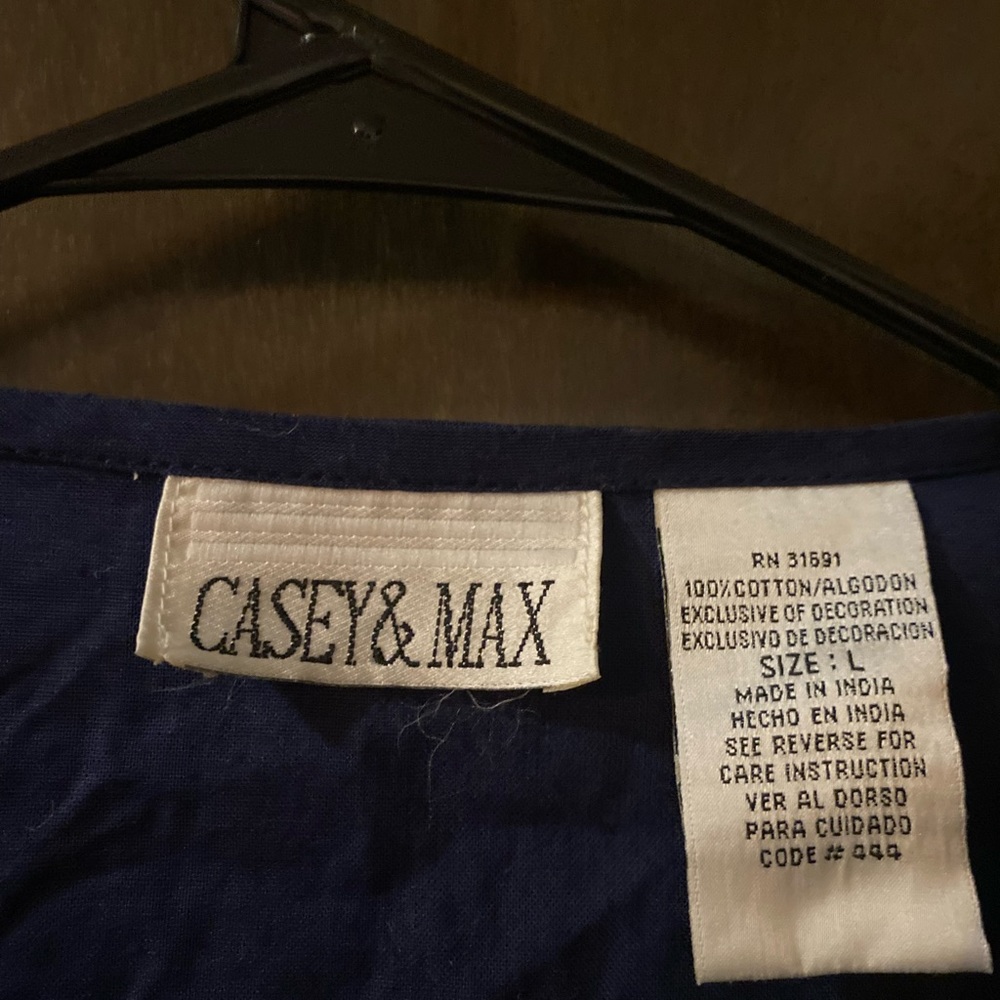 CASEY & MAX
RN 31591
100% COTTON/ALGODON
EXCLUSIVE OF DECORATION
EXCLUSIVO DE DECORACION
SIZE : L
MADE IN INDIA
HECHO EN INDIA
SEE REVERSE FOR
CARE INSTRUCTION
VER AL DORSO
PARA CUIDADO
CODE # 444